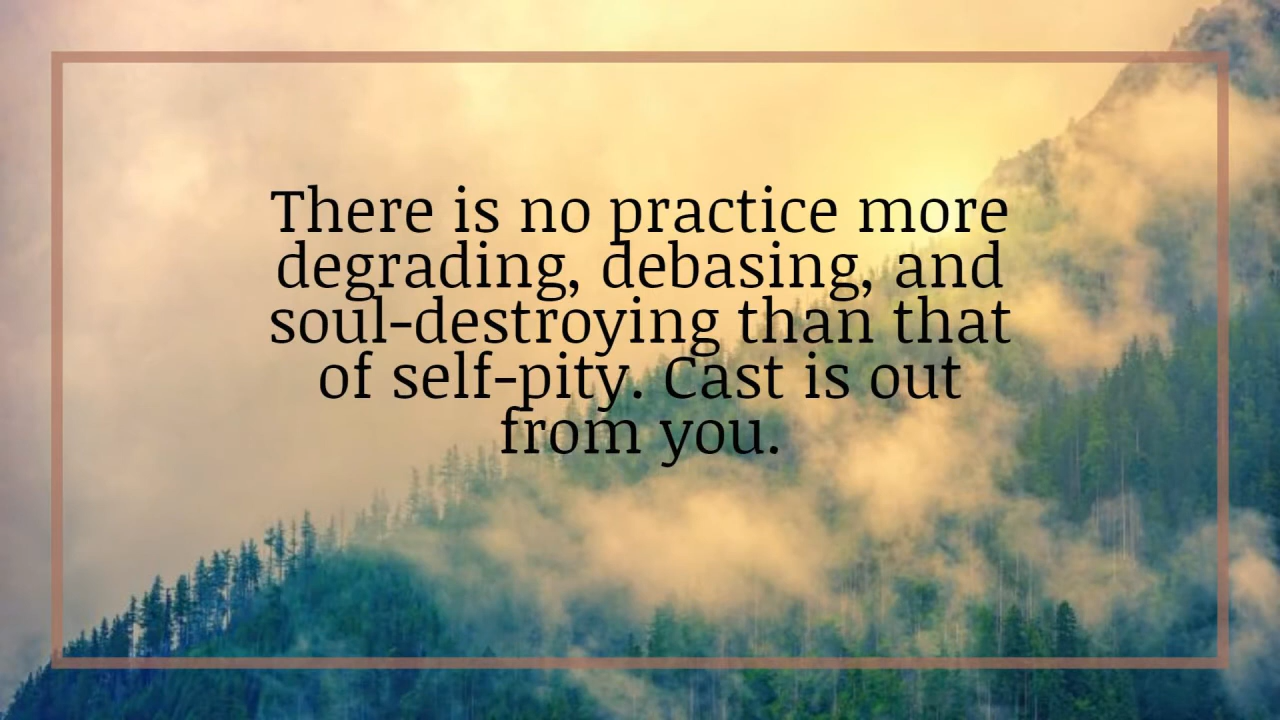 There is no practice more
degrading, debasing, and
soul-destroying than that
of self-pity. Cast is out
from you.